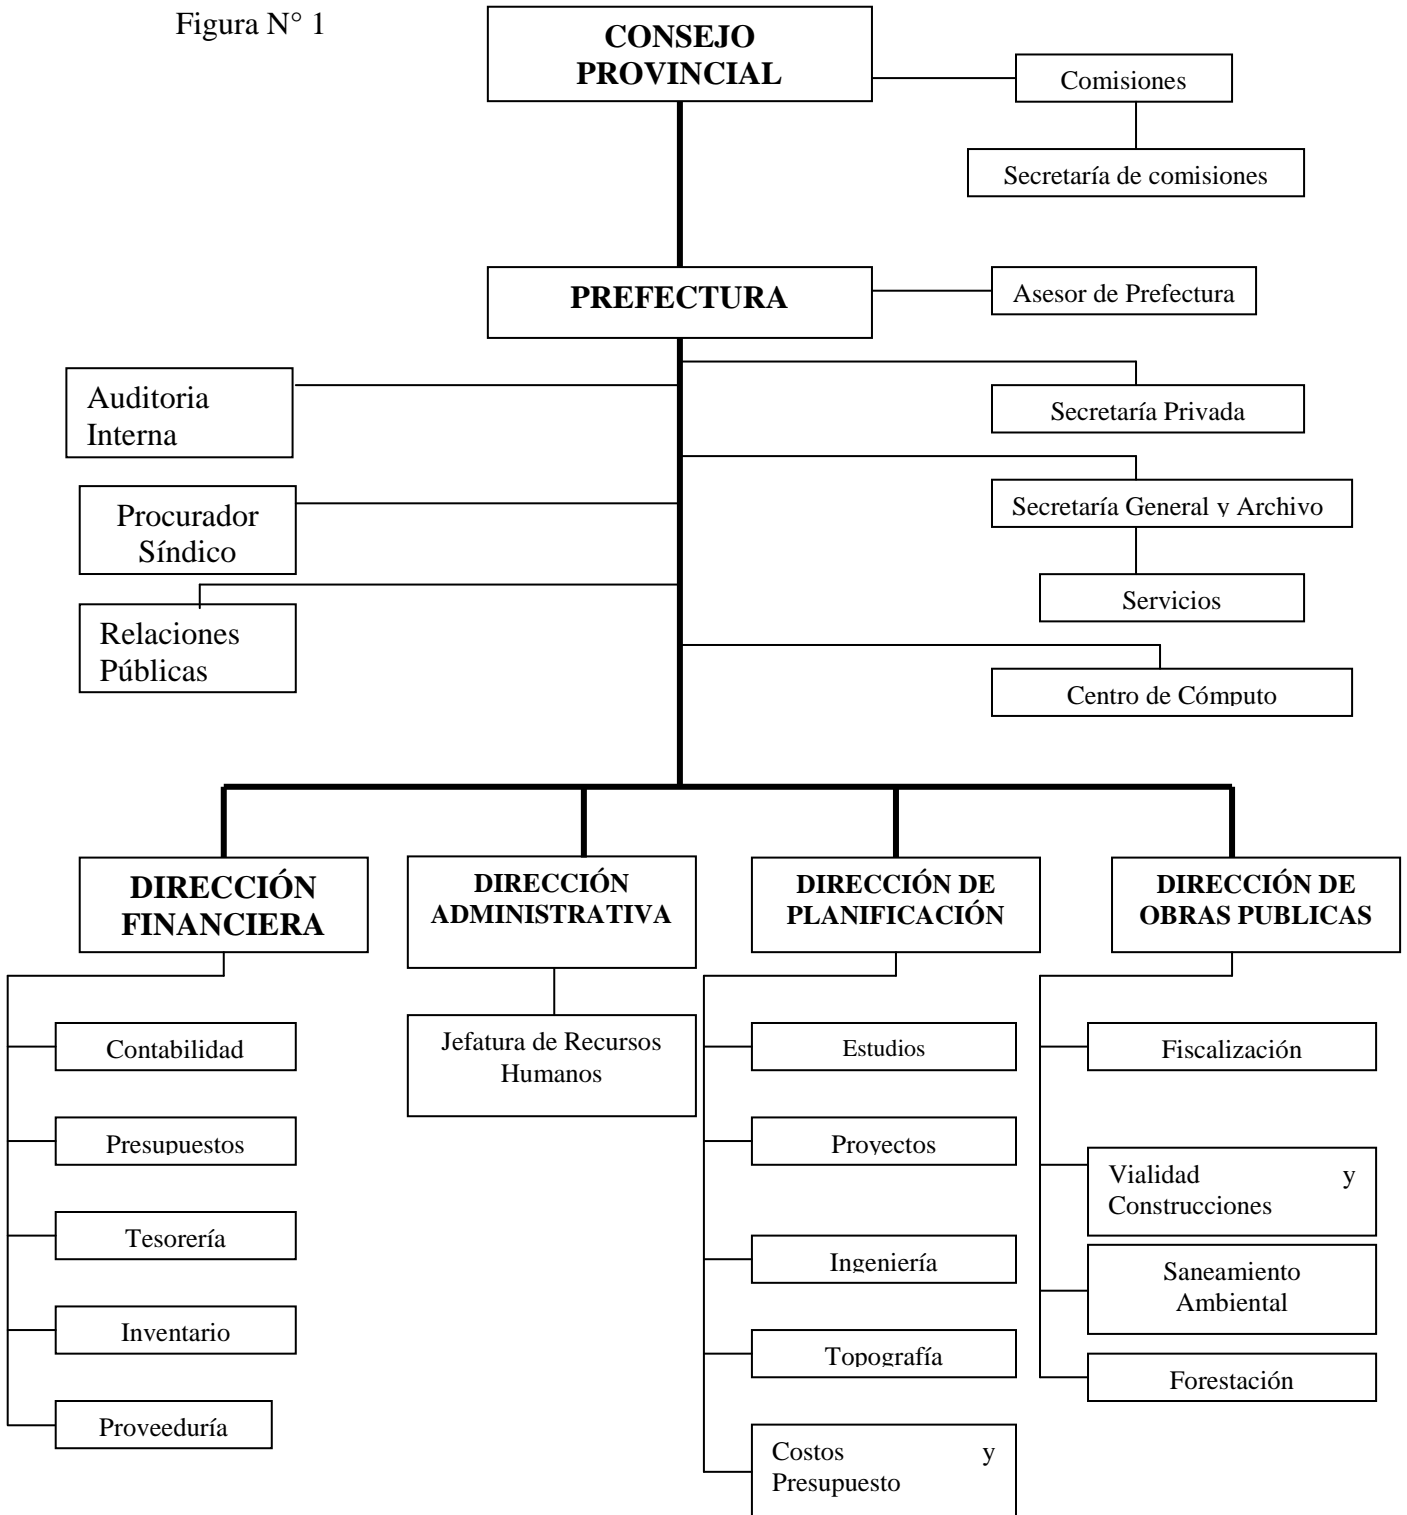 Figura N° 1
CONSEJO
PROVINCIAL
Comisiones
Secretaría de comisiones
PREFECTURA
Asesor de Prefectura
Auditoria
Interna
Secretaría Privada
Procurador
Síndico
Secretaría General y Archivo
Servicios
Relaciones
Públicas
Centro de Cómputo
DIRECCIÓN
FINANCIERA
DIRECCIÓN
ADMINISTRATIVA
DIRECCIÓN DE
PLANIFICACIÓN
DIRECCIÓN DE
OBRAS PUBLICAS
Contabilidad
Presupuestos
Tesorería
Inventario
Proveeduría
Jefatura de Recursos
Humanos
Estudios
Proyectos
Ingeniería
Topografía
Costos y
Presupuesto
Fiscalización
Vialidad y
Construcciones
Saneamiento
Ambiental
Forestación